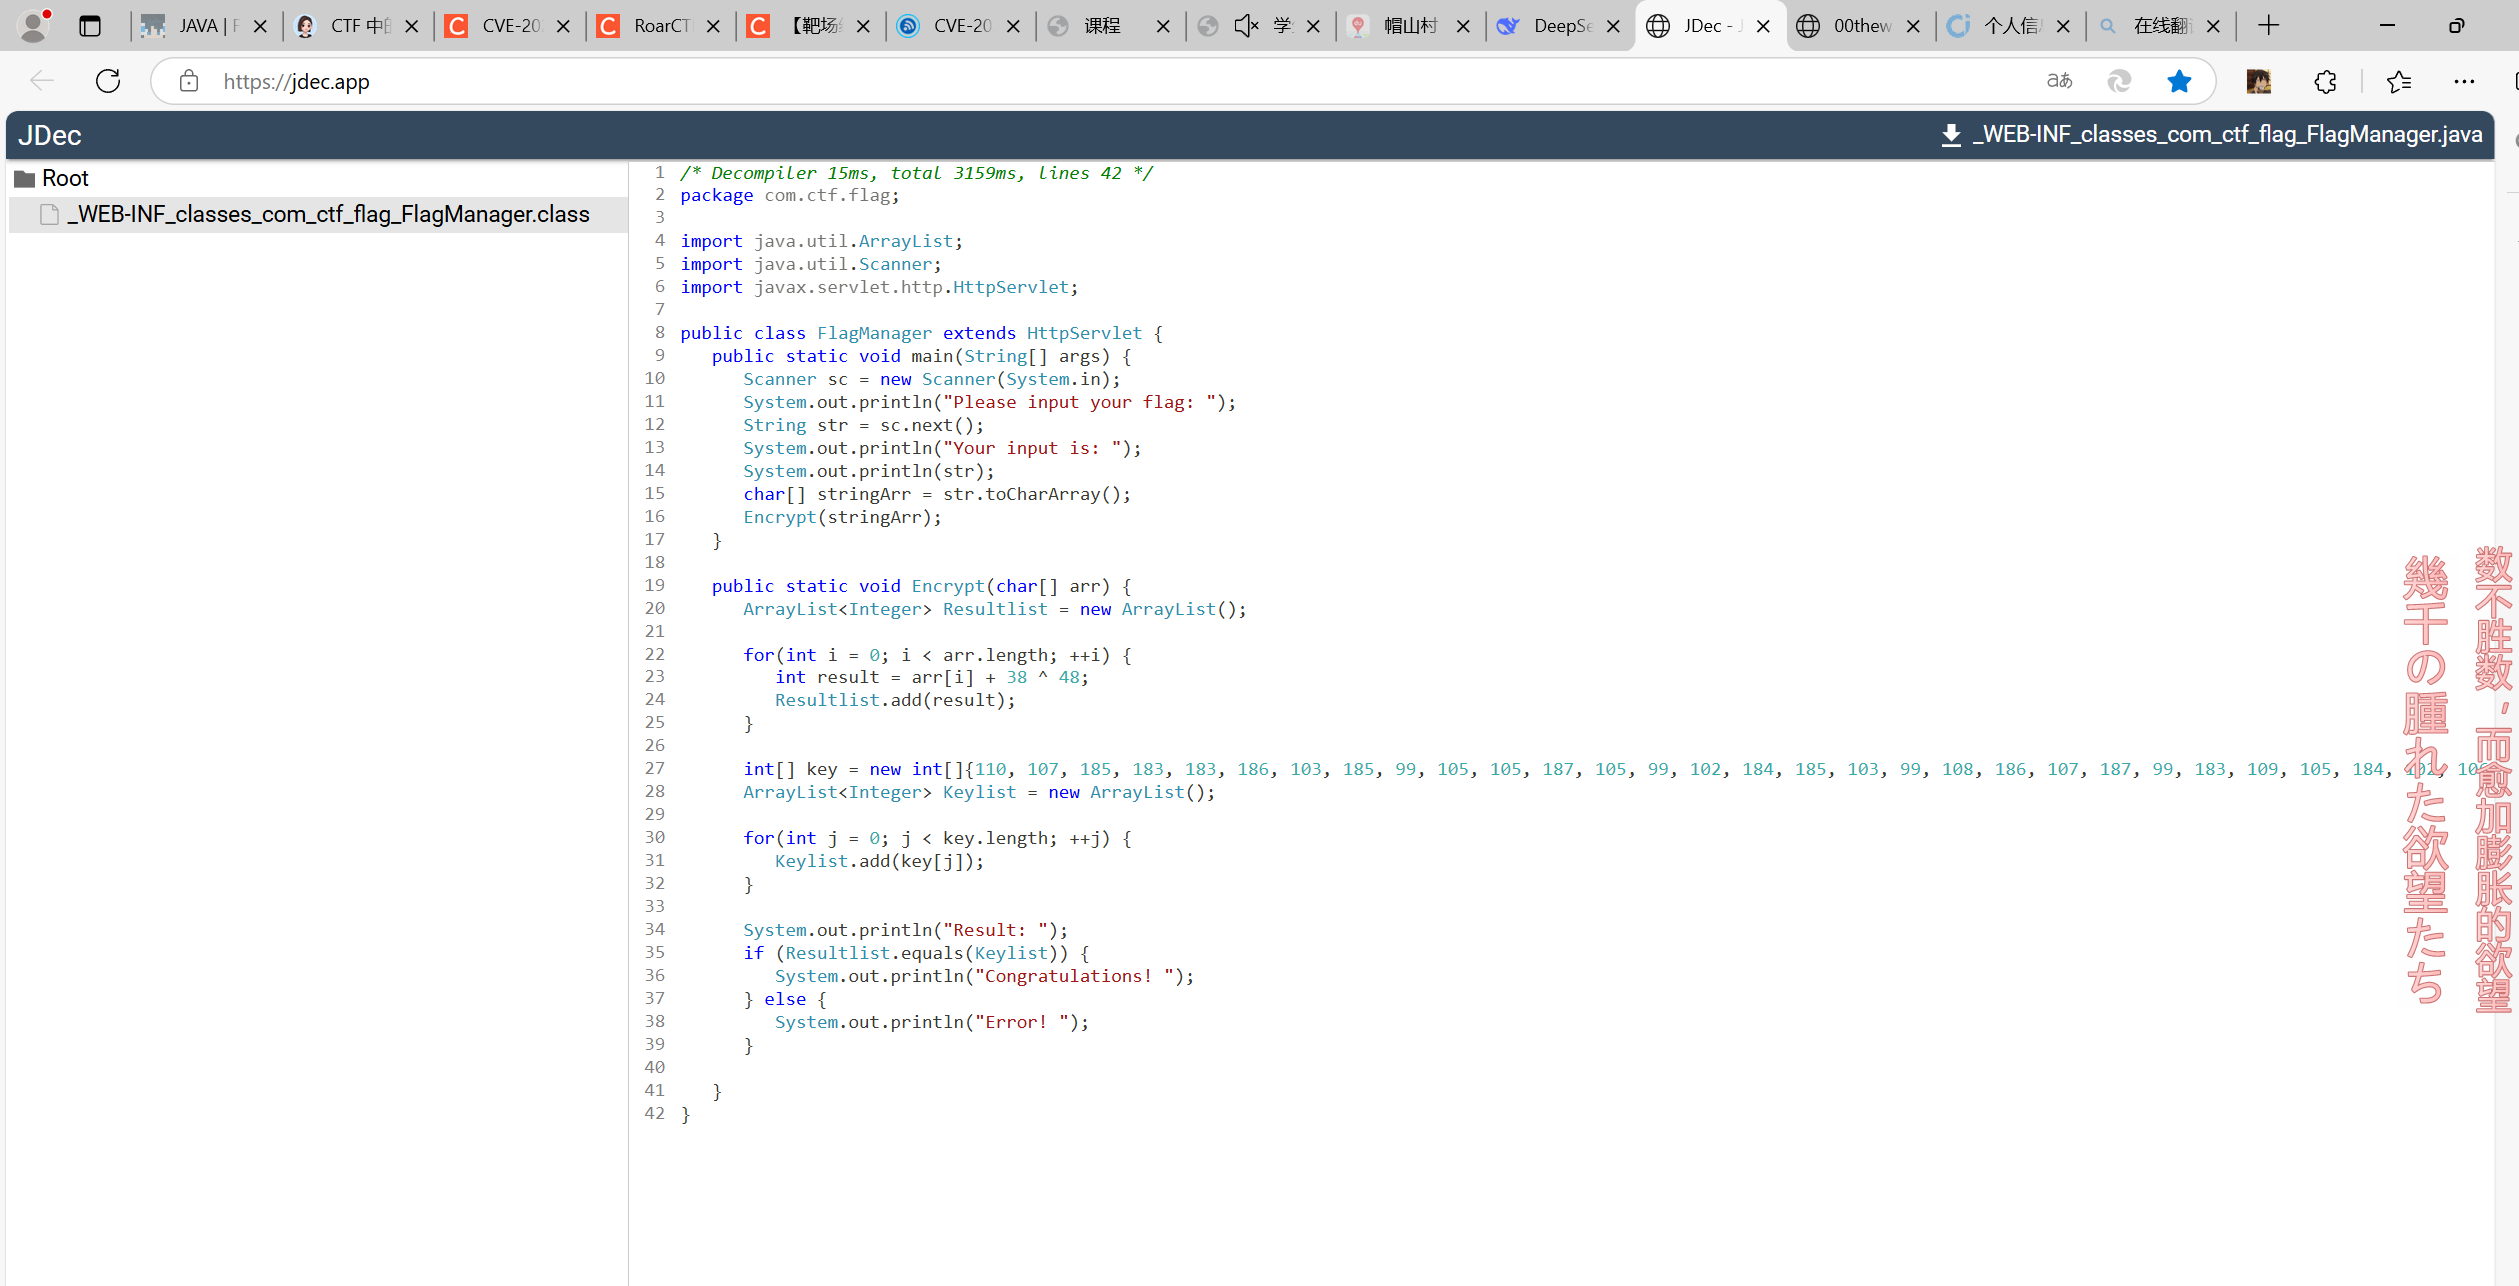 JAVA | F
CTF 中的
CVE-20
RoarCT
【靶场
CVE-20
课程
学
帽山村
DeepSe
JDec - J
00thew
个人信
在线翻
https://jdec.app
JDec
_WEB-INF_classes_com_ctf_flag_FlagManager.java
Root
_WEB-INF_classes_com_ctf_flag_FlagManager.class
1 /* Decompiler 15ms, total 3159ms, lines 42 */
2 package com.ctf.flag;
3
4 import java.util.ArrayList;
5 import java.util.Scanner;
6 import javax.servlet.http.HttpServlet;
7
8 public class FlagManager extends HttpServlet {
9 public static void main(String[] args) {
10 Scanner sc = new Scanner(System.in);
11 System.out.println("Please input your flag: ");
12 String str = sc.next();
13 System.out.println("Your input is: ");
14 System.out.println(str);
15 char[] stringArr = str.toCharArray();
16 Encrypt(stringArr);
17 }
18
19 public static void Encrypt(char[] arr) {
20 ArrayList<Integer> Resultlist = new ArrayList();
21
22 for(int i = 0; i < arr.length; ++i) {
23 int result = arr[i] + 38 ^ 48;
24 Resultlist.add(result);
25 }
26
27 int[] key = new int[]{110, 107, 185, 183, 183, 186, 103, 185, 99, 105, 105, 187, 105, 99, 102, 184, 185, 103, 99, 108, 186, 107, 187, 99, 183, 109, 105, 184, 102,
28 ArrayList<Integer> Keylist = new ArrayList();
29
30 for(int j = 0; j < key.length; ++j) {
31 Keylist.add(key[j]);
32 }
33
34 System.out.println("Result: ");
35 if (Resultlist.equals(Keylist)) {
36 System.out.println("Congratulations! ");
37 } else {
38 System.out.println("Error! ");
39 }
40
41 }
42 }
数不胜数，而愈加膨胀的欲望
幾千の腫れた欲望たち